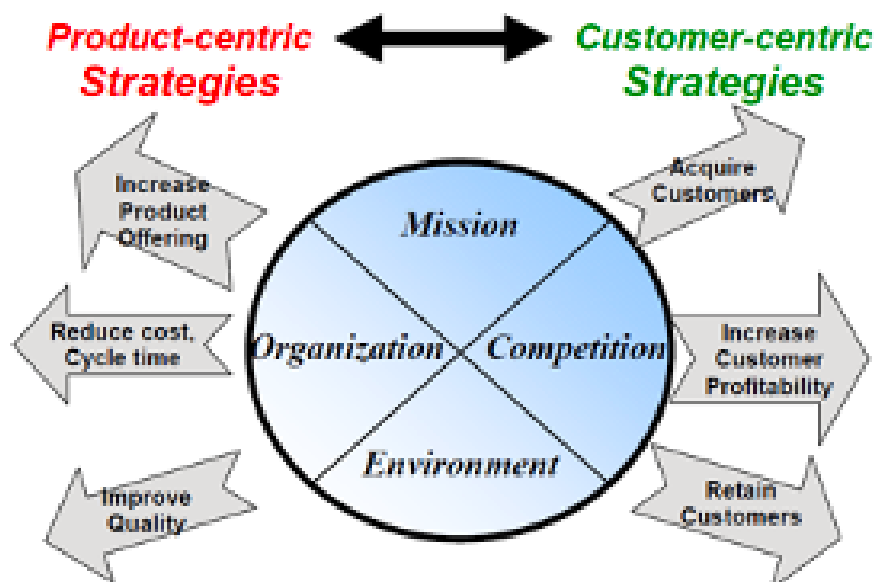 Product-centric
Strategies
Customer-centric
Strategies
Increase
Product
Offering
Acquire
Customers
Mission
Reduce cost,
Cycle time
Organization
Competition
Increase
Customer
Profitability
Environment
Improve
Quality
Retain
Customers